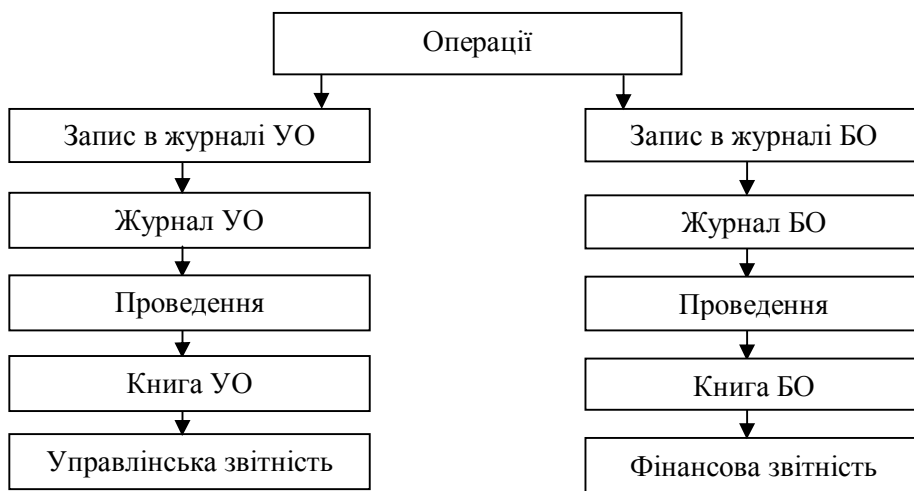 Операції
Запис в журналі УО
Журнал УО
Проведення
Книга УО
Управлінська звітність
Запис в журналі БО
Журнал БО
Проведення
Книга БО
Фінансова звітність